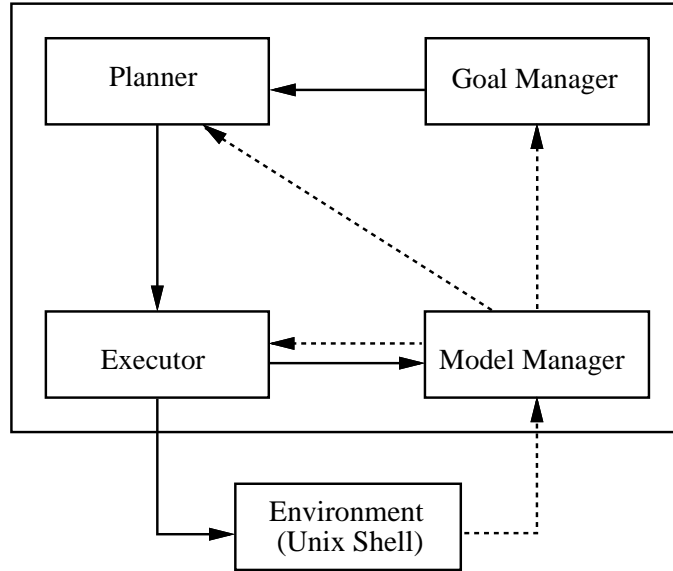 Planner
Goal Manager
Executor
Model Manager
Environment
(Unix Shell)